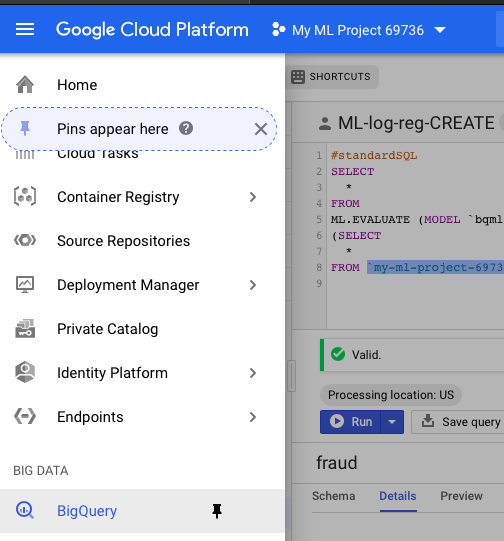 Google Cloud Platform
My ML Project 69736
Home
Pins appear here
Cloud Tasks
Container Registry
Source Repositories
Deployment Manager
Private Catalog
Identity Platform
Endpoints
BIG DATA
BigQuery
SHORTCUTS
ML-log-reg-CREATE
1 #standardSQL
2 SELECT
3 *
4 FROM
5 ML.EVALUATE (MODEL `bqml
6 (SELECT
7 *
8 FROM `my-ml-project-6973
9
Valid.
Processing location: US
Run
Save query
fraud
Schema Details Preview